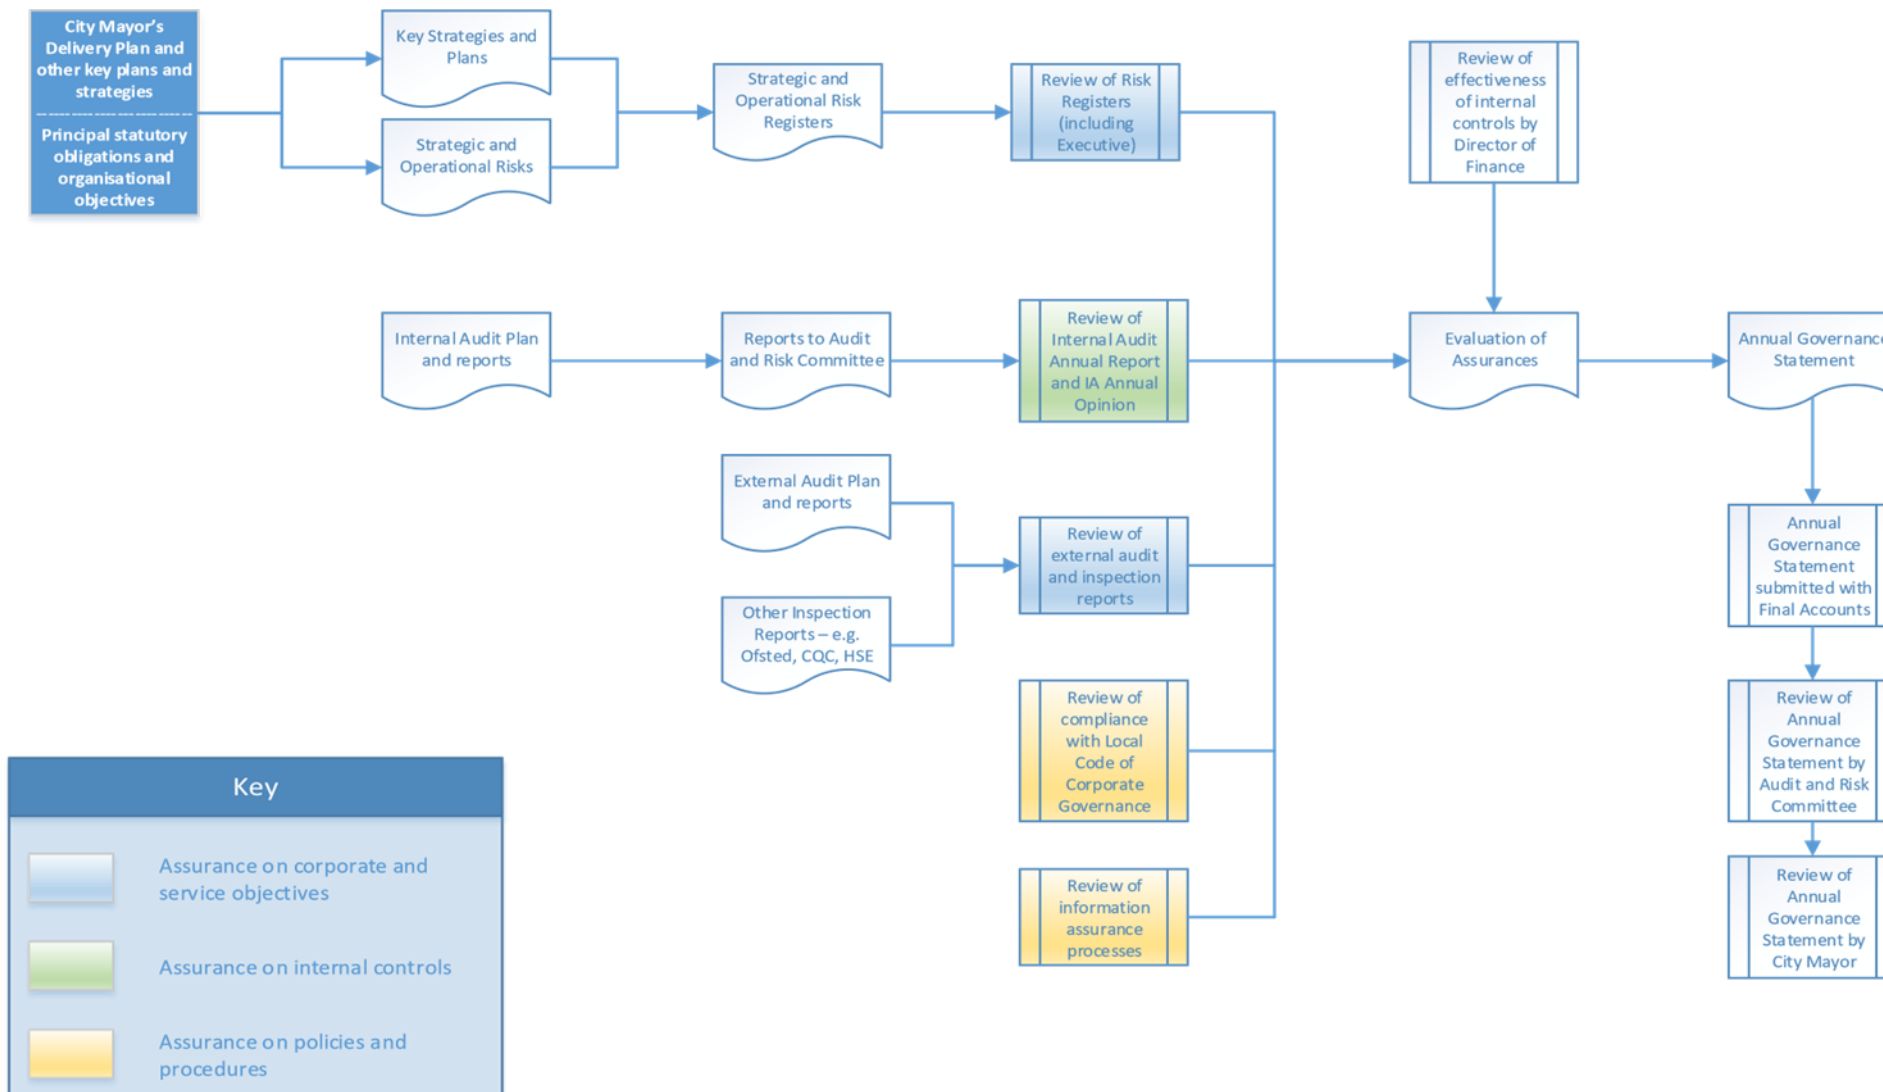 City Mayor's
Delivery Plan and
other key plans and
strategies
Principal statutory
obligations and
organisational
objectives
Key Strategies and
Plans
Strategic and
Operational Risks
Strategic and
Operational Risk
Registers
Review of Risk
Registers
(including
Executive)
Review of
effectiveness
of internal
controls by
Director of
Finance
Internal Audit Plan
and reports
Reports to Audit
and Risk Committee
Review of
Internal Audit
Annual Report
and IA Annual
Opinion
Evaluation of
Assurances
Annual Governance
Statement
External Audit Plan
and reports
Other Inspection
Reports – e.g.
Ofsted, CQC, HSE
Review of
external audit
and inspection
reports
Review of
compliance
with Local
Code of
Corporate
Governance
Review of
information
assurance
processes
Annual
Governance
Statement
submitted with
Final Accounts
Review of
Annual
Governance
Statement by
Audit and Risk
Committee
Review of
Annual
Governance
Statement by
City Mayor
Key
Assurance on corporate and
service objectives
Assurance on internal controls
Assurance on policies and
procedures